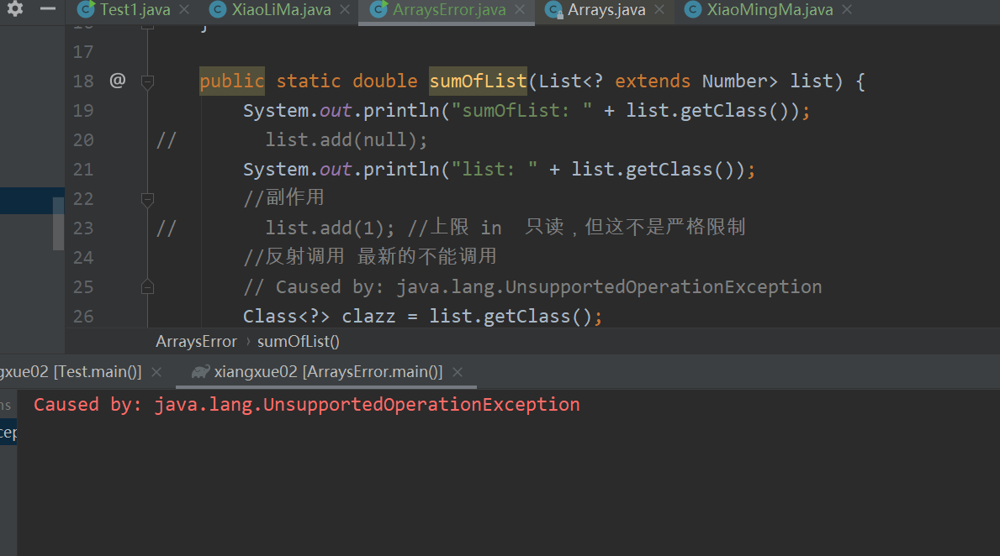 Test1.java XiaoLiMa.java ArraysError.java Arrays.java XiaoMingMa.java
}
17
18 @ public static double sumOfList(List<? extends Number> list) {
19 System.out.println("sumOfList: " + list.getClass());
20 // list.add(null);
21 System.out.println("list: " + list.getClass());
22 //副作用
23 // list.add(1); //上限 in 只读，但这不是严格限制
24 //反射调用 最新的不能调用
25 // Caused by: java.lang.UnsupportedOperationException
26 Class<?> clazz = list.getClass();
ArraysError › sumOfList()
gxue02 [Test.main()] xiangxue02 [ArraysError.main()]
Caused by: java.lang.UnsupportedOperationException